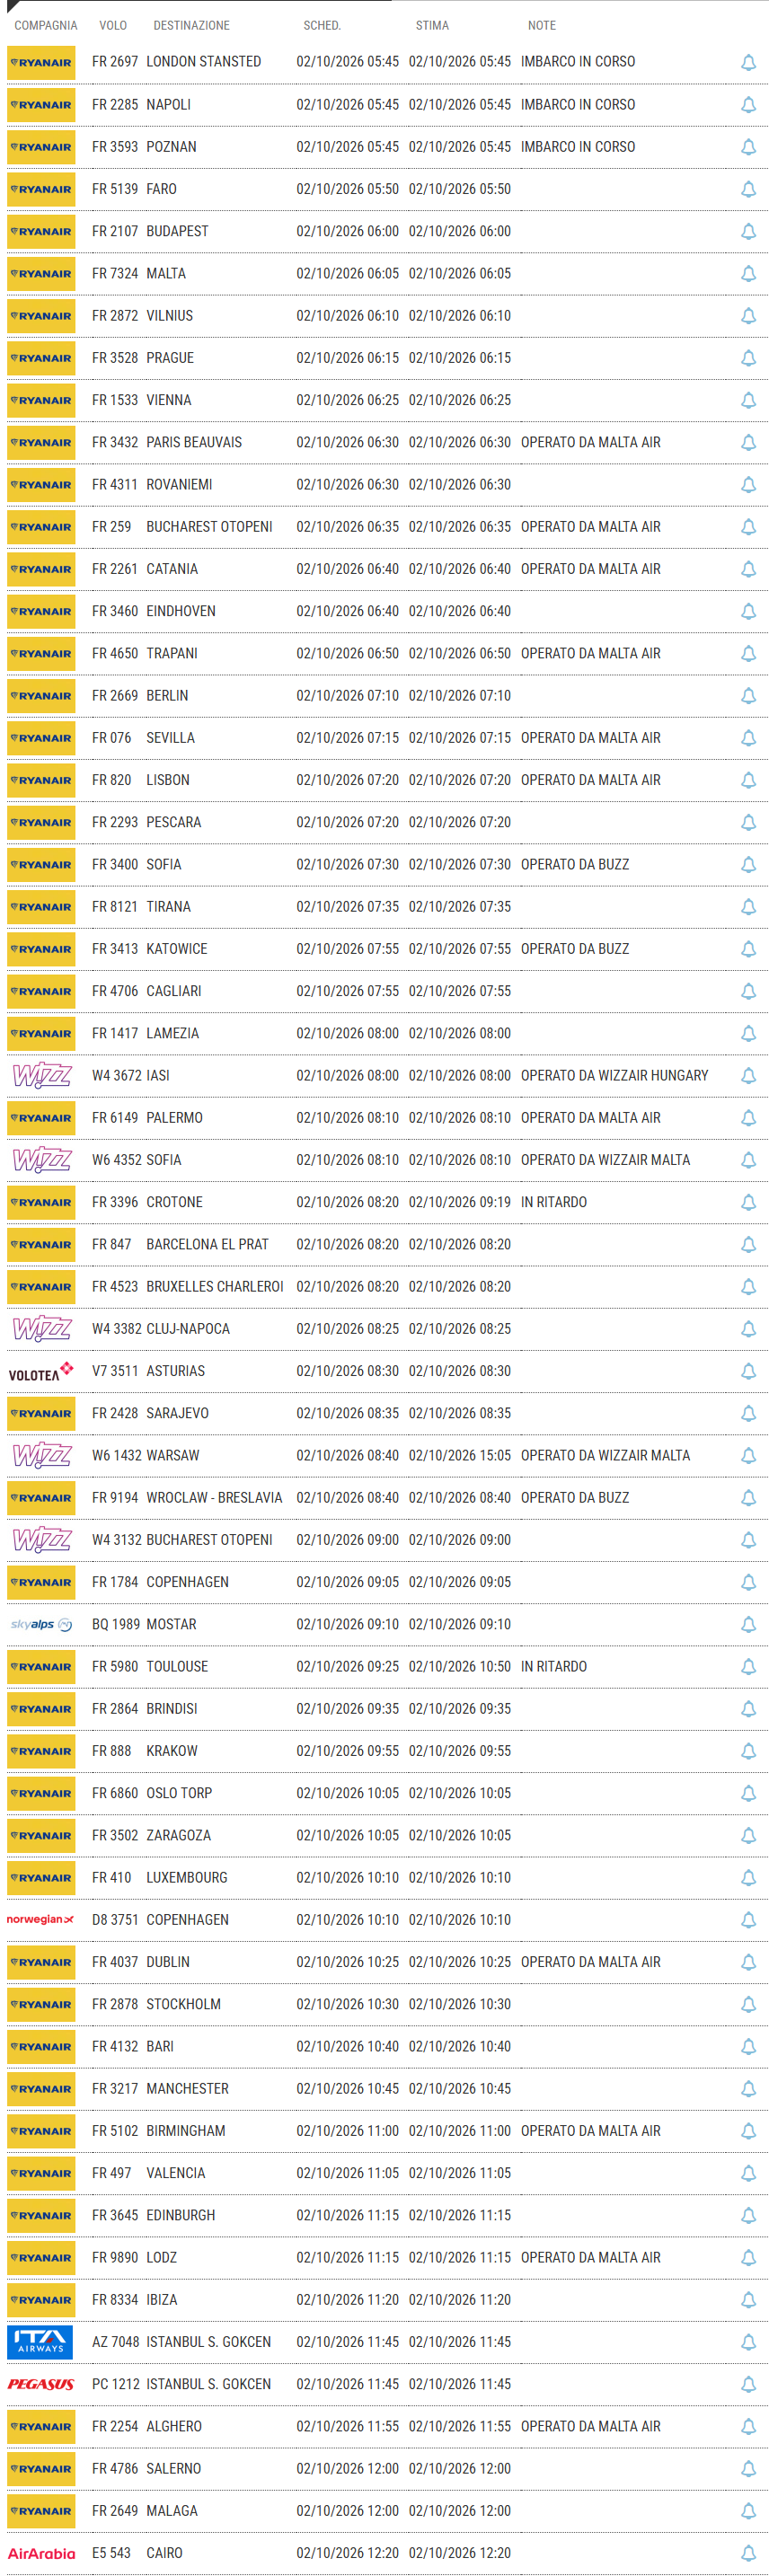 COMPAGNIA VOLO DESTINAZIONE SCHED. STIMA NOTE
RYANAIR FR 2697 LONDON STANSTED 02/10/2026 05:45 02/10/2026 05:45 IMBARCO IN CORSO
RYANAIR FR 2285 NAPOLI 02/10/2026 05:45 02/10/2026 05:45 IMBARCO IN CORSO
RYANAIR FR 3593 POZNAN 02/10/2026 05:45 02/10/2026 05:45 IMBARCO IN CORSO
RYANAIR FR 5139 FARO 02/10/2026 05:50 02/10/2026 05:50
RYANAIR FR 2107 BUDAPEST 02/10/2026 06:00 02/10/2026 06:00
RYANAIR FR 7324 MALTA 02/10/2026 06:05 02/10/2026 06:05
RYANAIR FR 2872 VILNIUS 02/10/2026 06:10 02/10/2026 06:10
RYANAIR FR 3528 PRAGUE 02/10/2026 06:15 02/10/2026 06:15
RYANAIR FR 1533 VIENNA 02/10/2026 06:25 02/10/2026 06:25
RYANAIR FR 3432 PARIS BEAUVAIS 02/10/2026 06:30 02/10/2026 06:30 OPERATO DA MALTA AIR
RYANAIR FR 4311 ROVANIEMI 02/10/2026 06:30 02/10/2026 06:30
RYANAIR FR 259 BUCHAREST OTOPENI 02/10/2026 06:35 02/10/2026 06:35 OPERATO DA MALTA AIR
RYANAIR FR 2261 CATANIA 02/10/2026 06:40 02/10/2026 06:40 OPERATO DA MALTA AIR
RYANAIR FR 3460 EINDHOVEN 02/10/2026 06:40 02/10/2026 06:40
RYANAIR FR 4650 TRAPANI 02/10/2026 06:50 02/10/2026 06:50 OPERATO DA MALTA AIR
RYANAIR FR 2669 BERLIN 02/10/2026 07:10 02/10/2026 07:10
RYANAIR FR 076 SEVILLA 02/10/2026 07:15 02/10/2026 07:15 OPERATO DA MALTA AIR
RYANAIR FR 820 LISBON 02/10/2026 07:20 02/10/2026 07:20 OPERATO DA MALTA AIR
RYANAIR FR 2293 PESCARA 02/10/2026 07:20 02/10/2026 07:20
RYANAIR FR 3400 SOFIA 02/10/2026 07:30 02/10/2026 07:30 OPERATO DA BUZZ
RYANAIR FR 8121 TIRANA 02/10/2026 07:35 02/10/2026 07:35
RYANAIR FR 3413 KATOWICE 02/10/2026 07:55 02/10/2026 07:55 OPERATO DA BUZZ
RYANAIR FR 4706 CAGLIARI 02/10/2026 07:55 02/10/2026 07:55
RYANAIR FR 1417 LAMEZIA 02/10/2026 08:00 02/10/2026 08:00
WIZZ W4 3672 IASI 02/10/2026 08:00 02/10/2026 08:00 OPERATO DA WIZZAIR HUNGARY
RYANAIR FR 6149 PALERMO 02/10/2026 08:10 02/10/2026 08:10 OPERATO DA MALTA AIR
WIZZ W6 4352 SOFIA 02/10/2026 08:10 02/10/2026 08:10 OPERATO DA WIZZAIR MALTA
RYANAIR FR 3396 CROTONE 02/10/2026 08:20 02/10/2026 09:19 IN RITARDO
RYANAIR FR 847 BARCELONA EL PRAT 02/10/2026 08:20 02/10/2026 08:20
RYANAIR FR 4523 BRUXELLES CHARLEROI 02/10/2026 08:20 02/10/2026 08:20
WIZZ W4 3382 CLUJ-NAPOCA 02/10/2026 08:25 02/10/2026 08:25
VOLOTEA V7 3511 ASTURIAS 02/10/2026 08:30 02/10/2026 08:30
RYANAIR FR 2428 SARAJEVO 02/10/2026 08:35 02/10/2026 08:35
WIZZ W6 1432 WARSAW 02/10/2026 08:40 02/10/2026 15:05 OPERATO DA WIZZAIR MALTA
RYANAIR FR 9194 WROCLAW - BRESLAVIA 02/10/2026 08:40 02/10/2026 08:40 OPERATO DA BUZZ
WIZZ W4 3132 BUCHAREST OTOPENI 02/10/2026 09:00 02/10/2026 09:00
RYANAIR FR 1784 COPENHAGEN 02/10/2026 09:05 02/10/2026 09:05
skyalps BQ 1989 MOSTAR 02/10/2026 09:10 02/10/2026 09:10
RYANAIR FR 5980 TOULOUSE 02/10/2026 09:25 02/10/2026 10:50 IN RITARDO
RYANAIR FR 2864 BRINDISI 02/10/2026 09:35 02/10/2026 09:35
RYANAIR FR 888 KRAKOW 02/10/2026 09:55 02/10/2026 09:55
RYANAIR FR 6860 OSLO TORP 02/10/2026 10:05 02/10/2026 10:05
RYANAIR FR 3502 ZARAGOZA 02/10/2026 10:05 02/10/2026 10:05
RYANAIR FR 410 LUXEMBOURG 02/10/2026 10:10 02/10/2026 10:10
norwegian D8 3751 COPENHAGEN 02/10/2026 10:10 02/10/2026 10:10
RYANAIR FR 4037 DUBLIN 02/10/2026 10:25 02/10/2026 10:25 OPERATO DA MALTA AIR
RYANAIR FR 2878 STOCKHOLM 02/10/2026 10:30 02/10/2026 10:30
RYANAIR FR 4132 BARI 02/10/2026 10:40 02/10/2026 10:40
RYANAIR FR 3217 MANCHESTER 02/10/2026 10:45 02/10/2026 10:45
RYANAIR FR 5102 BIRMINGHAM 02/10/2026 11:00 02/10/2026 11:00 OPERATO DA MALTA AIR
RYANAIR FR 497 VALENCIA 02/10/2026 11:05 02/10/2026 11:05
RYANAIR FR 3645 EDINBURGH 02/10/2026 11:15 02/10/2026 11:15
RYANAIR FR 9890 LODZ 02/10/2026 11:15 02/10/2026 11:15 OPERATO DA MALTA AIR
RYANAIR FR 8334 IBIZA 02/10/2026 11:20 02/10/2026 11:20
ITA AIRWAYS AZ 7048 ISTANBUL S. GOKCEN 02/10/2026 11:45 02/10/2026 11:45
PEGASUS PC 1212 ISTANBUL S. GOKCEN 02/10/2026 11:45 02/10/2026 11:45
RYANAIR FR 2254 ALGHERO 02/10/2026 11:55 02/10/2026 11:55 OPERATO DA MALTA AIR
RYANAIR FR 4786 SALERNO 02/10/2026 12:00 02/10/2026 12:00
RYANAIR FR 2649 MALAGA 02/10/2026 12:00 02/10/2026 12:00
AirArabia E5 543 CAIRO 02/10/2026 12:20 02/10/2026 12:20